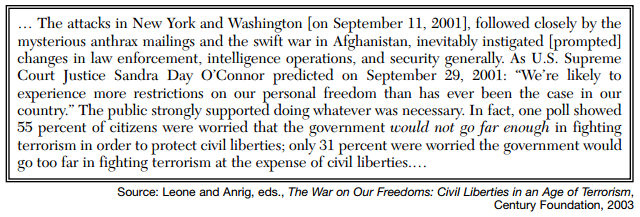 … The attacks in New York and Washington [on September 11, 2001], followed closely by the
mysterious anthrax mailings and the swift war in Afghanistan, inevitably instigated [prompted]
changes in law enforcement, intelligence operations, and security generally. As U.S. Supreme
Court Justice Sandra Day O’Connor predicted on September 29, 2001: “We’re likely to
experience more restrictions on our personal freedom than has ever been the case in our
country.” The public strongly supported doing whatever was necessary. In fact, one poll showed
55 percent of citizens were worried that the government would not go far enough in fighting
terrorism in order to protect civil liberties; only 31 percent were worried the government would
go too far in fighting terrorism at the expense of civil liberties.…
Source: Leone and Anrig, eds., The War on Our Freedoms: Civil Liberties in an Age of Terrorism,
Century Foundation, 2003